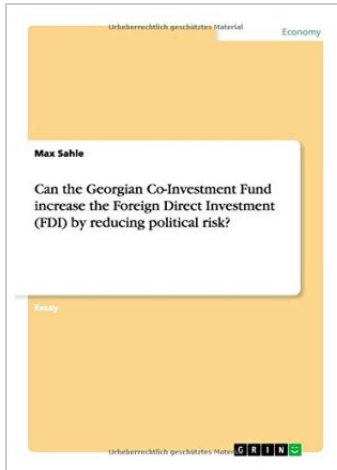 Urheberrechtlich geschütztes Material
Economy
Max Sahle
Can the Georgian Co-Investment Fund
increase the Foreign Direct Investment
(FDI) by reducing political risk?
Essay
Urheberrechtlich geschütztes Material
GRIN